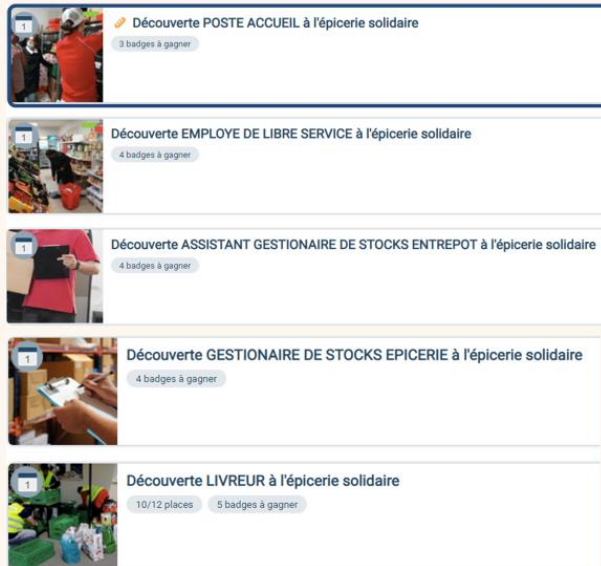 1
Découverte POSTE ACCUEIL à l'épicerie solidaire
3 badges à gagner
1
Découverte EMPLOYE DE LIBRE SERVICE à l'épicerie solidaire
4 badges à gagner
1
Découverte ASSISTANT GESTIONAIRE DE STOCKS ENTREPOT à l'épicerie solidaire
4 badges à gagner
1
Découverte GESTIONAIRE DE STOCKS EPICERIE à l'épicerie solidaire
4 badges à gagner
1
Découverte LIVREUR à l'épicerie solidaire
10/12 places 5 badges à gagner